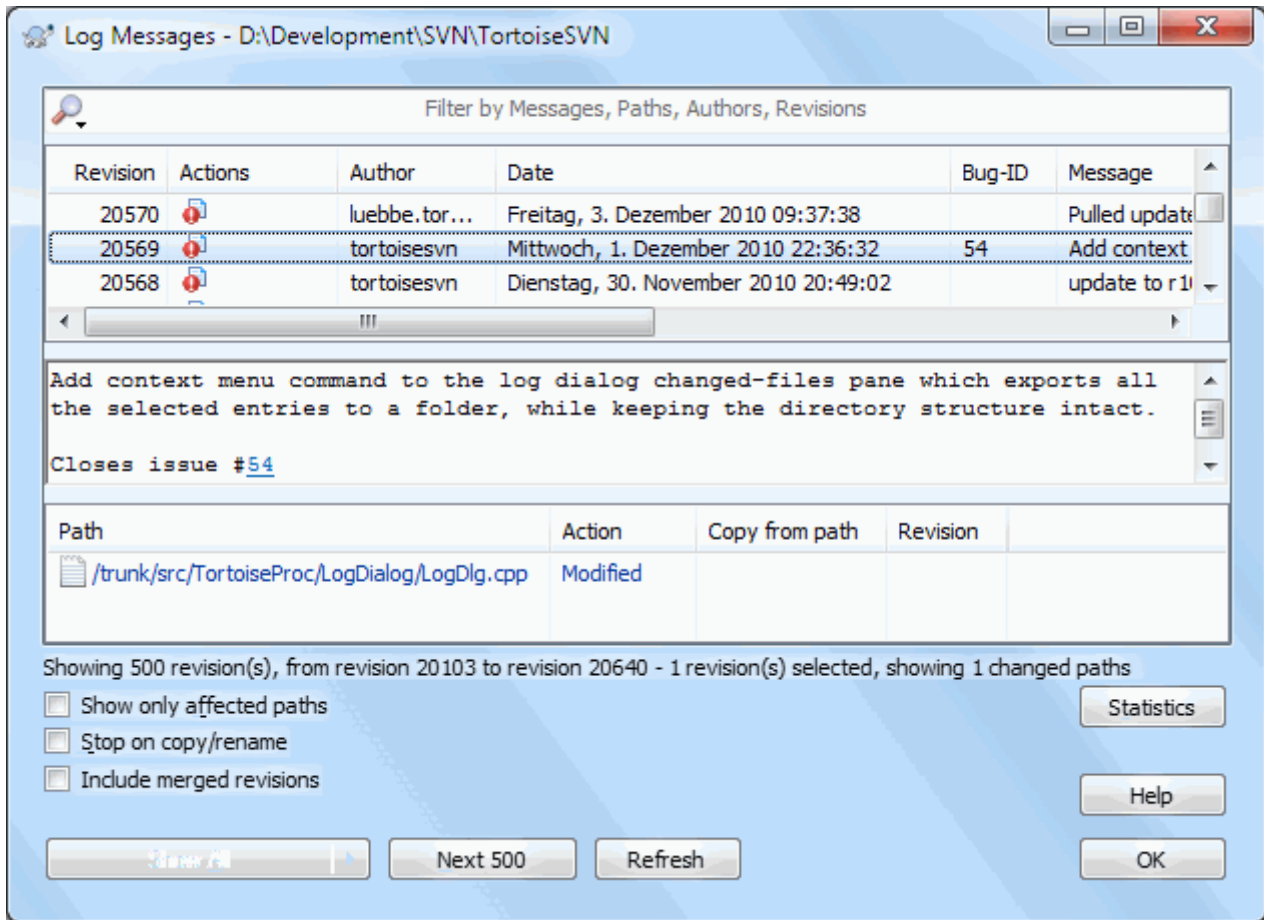 Log Messages - D:\Development\SVN\TortoiseSVN
Filter by Messages, Paths, Authors, Revisions
Revision Actions Author Date Bug-ID Message
20570 luebbe.tor... Freitag, 3. Dezember 2010 09:37:38 Pulled update
20569 tortoisesvn Mittwoch, 1. Dezember 2010 22:36:32 54 Add context
20568 tortoisesvn Dienstag, 30. November 2010 20:49:02 update to
Add context menu command to the log dialog changed-files pane which exports all
the selected entries to a folder, while keeping the directory structure intact.
Closes issue #54
Path Action Copy from path Revision
/trunk/src/TortoiseProc/LogDialog/LogDlg.cpp Modified
Showing 500 revision(s), from revision 20103 to revision 20640 - 1 revision(s) selected, showing 1 changed paths
Show only affected paths
Statistics
Stop on copy/rename
Include merged revisions
Help
Show All Next 500 Refresh OK